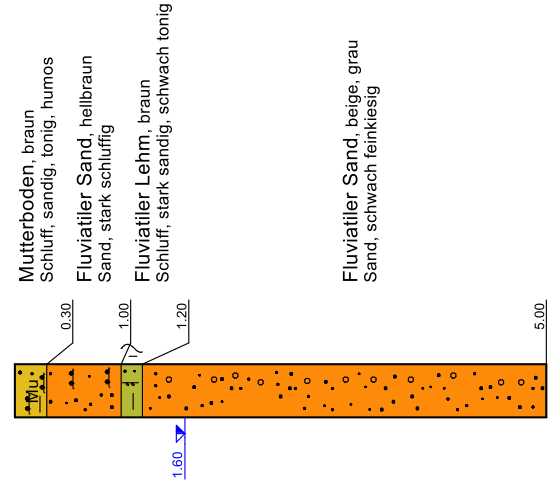 Mutterboden, braun
Schluff, sandig, tonig, humos
Fluviatiler Sand, hellbraun
Sand, stark schluffig
Fluviatiler Lehm, braun
Schluff, stark sandig, schwach tonig
Fluviatiler Sand, beige, grau
Sand, schwach feinkiesig
0.30
1.00
1.20
5.00
Mu
1.60